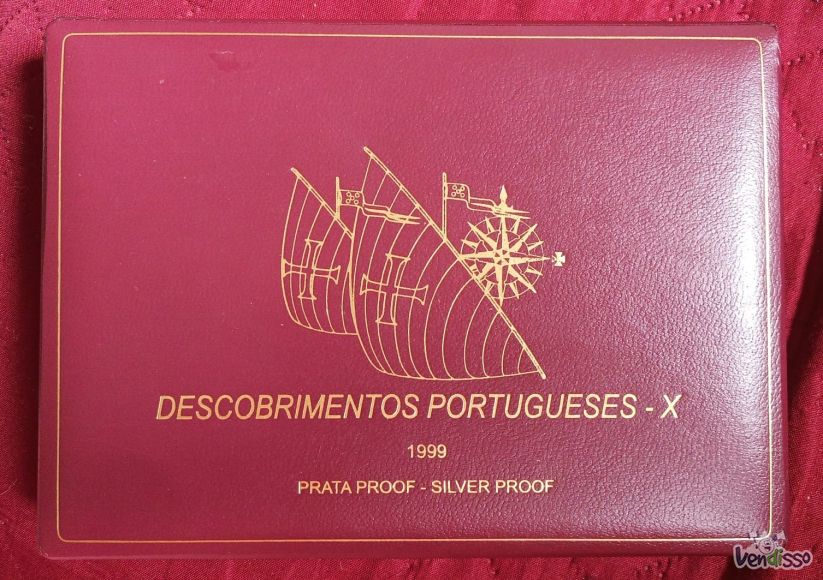 DESCOBRIMENTOS PORTUGUESES - X
1999
PRATA PROOF - SILVER PROOF
Vendisso